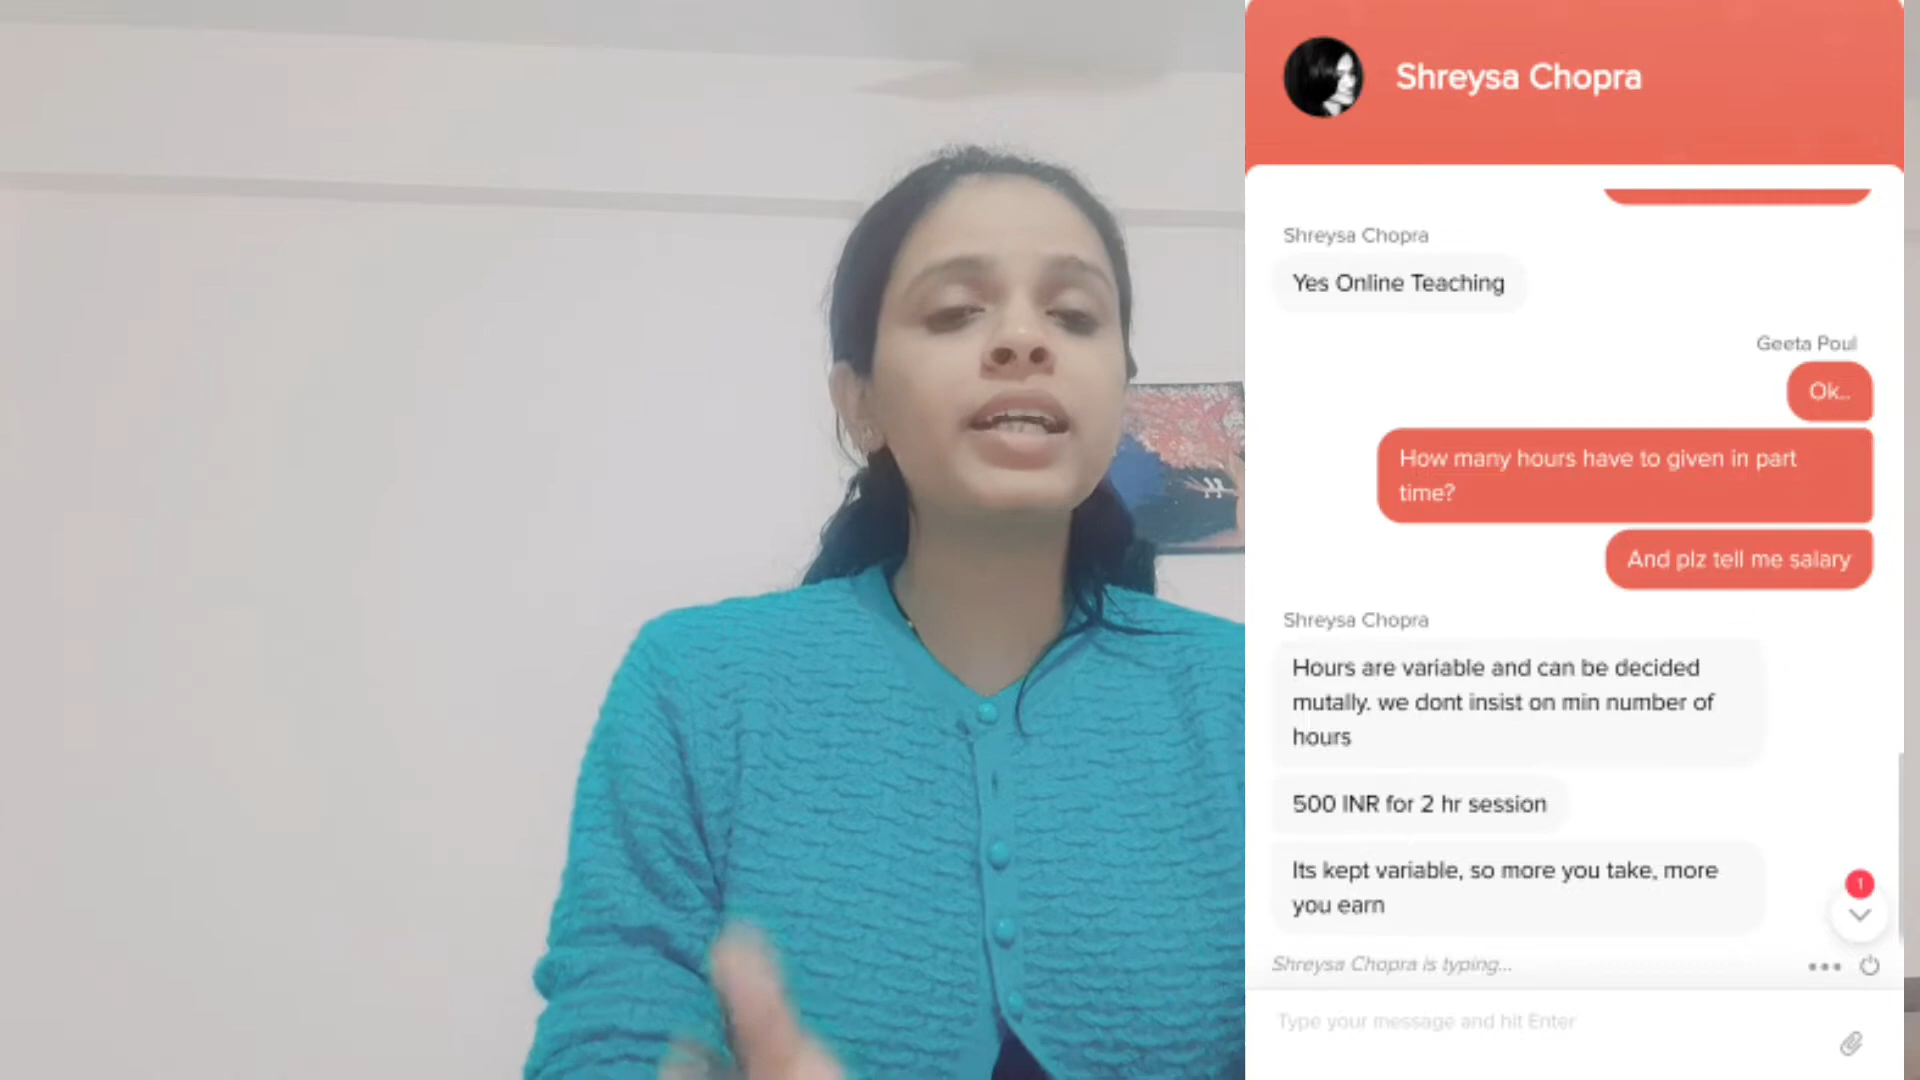 Shreysa Chopra
Shreysa Chopra
Yes Online Teaching
Geeta Poul
Ok..
How many hours have to given in part
time?
And plz tell me salary
Shreysa Chopra
Hours are variable and can be decided
mutally. we dont insist on min number of
hours
500 INR for 2 hr session
Its kept variable, so more you take, more
you earn
1
Shreysa Chopra is typing...
Type your message and hit Enter